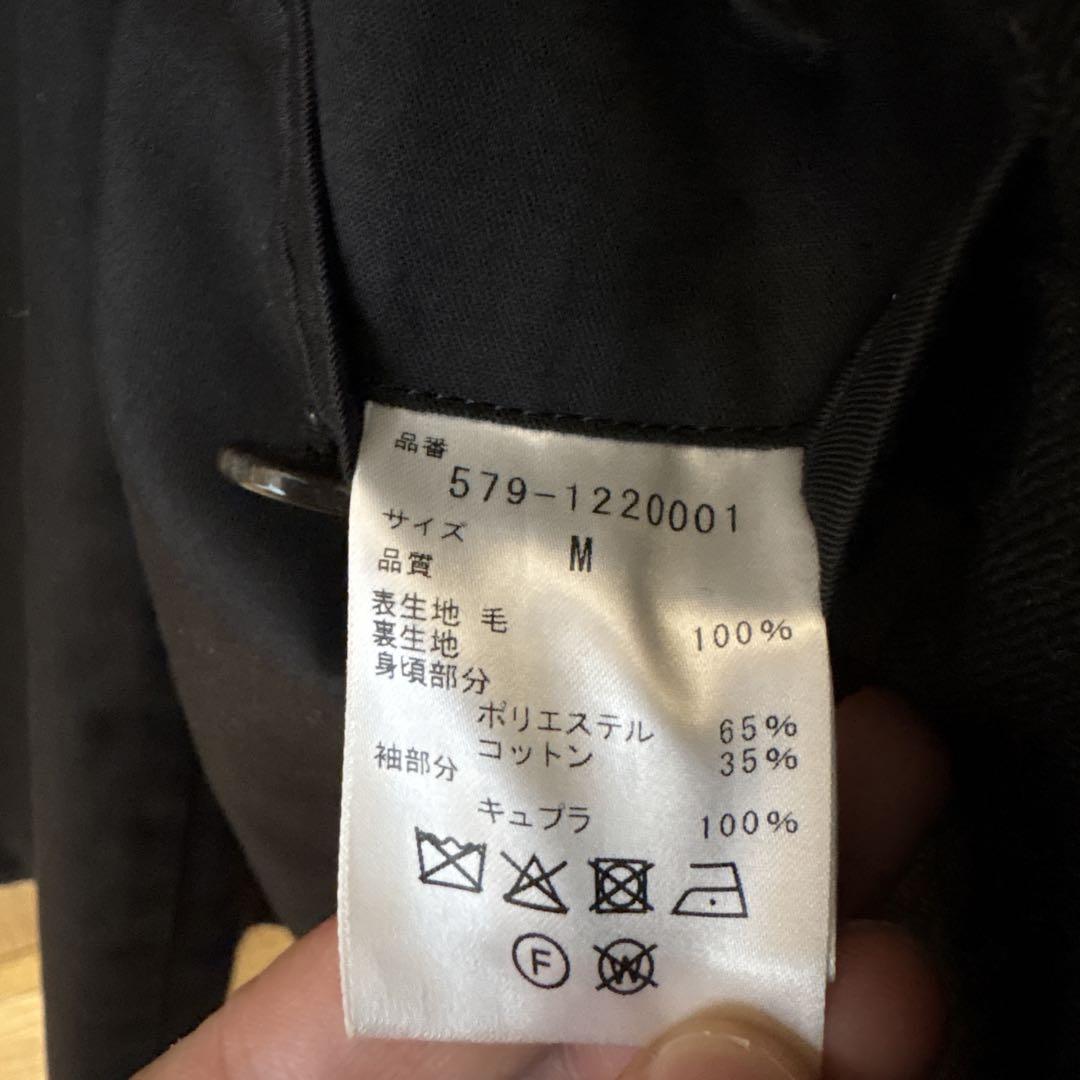 品番
579-1220001
サイズ
M
品質
表生地 毛 100%
裏生地
身頃部分
ポリエステル 65%
コットン 35%
袖部分
キュプラ 100%
F
W